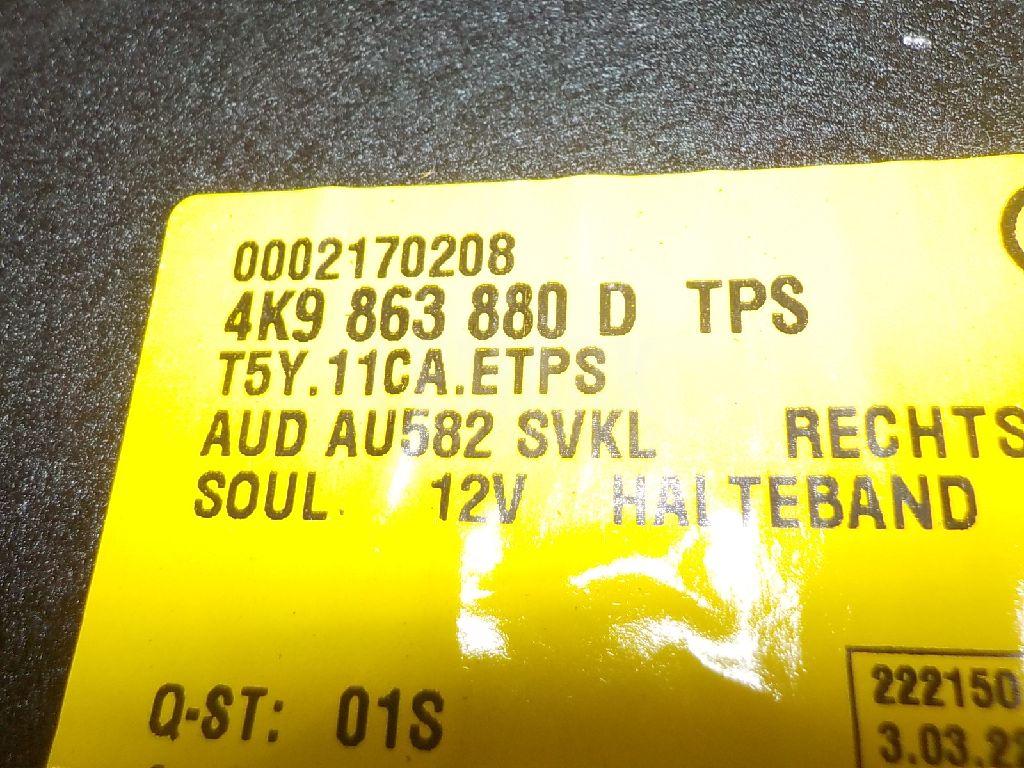 0002170208
4K9 863 880 D TPS
T5Y.11CA.ETPS
AUD AU582 SVKL RECHTS
SOUL 12V HALTEBAND
222150
Q-ST: 01S
3.03.22